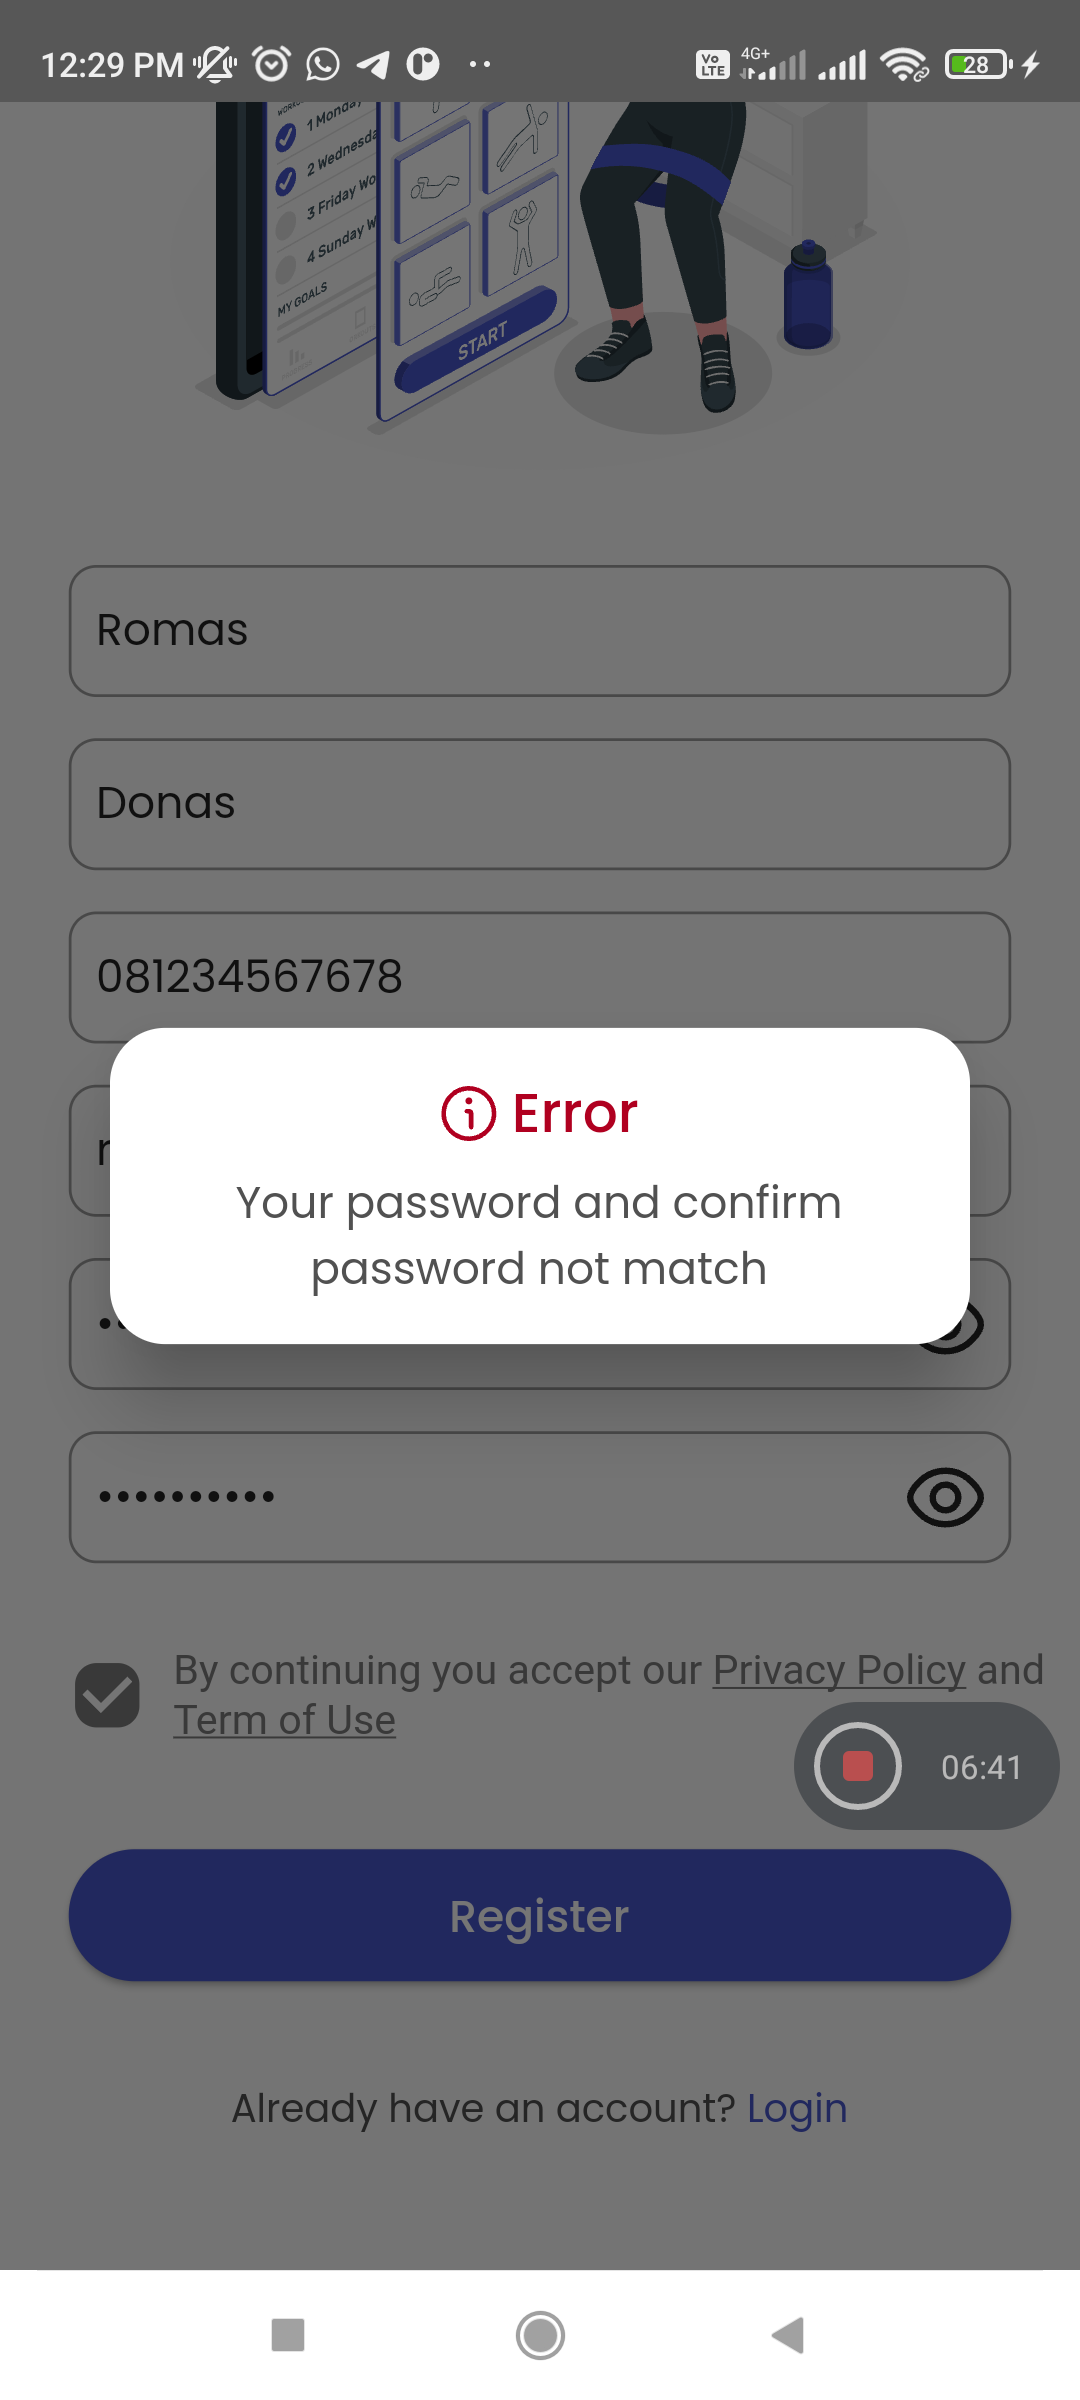 12:29 PM
Vo LTE 4G+ 28
1 Monday
2 Wednesda
3 Friday Wo
4 Sunday W
MY GOALS
START
Romas
Donas
081234567678
Error
Your password and confirm
password not match
••••••••••
By continuing you accept our Privacy Policy and
Term of Use
06:41
Register
Already have an account? Login